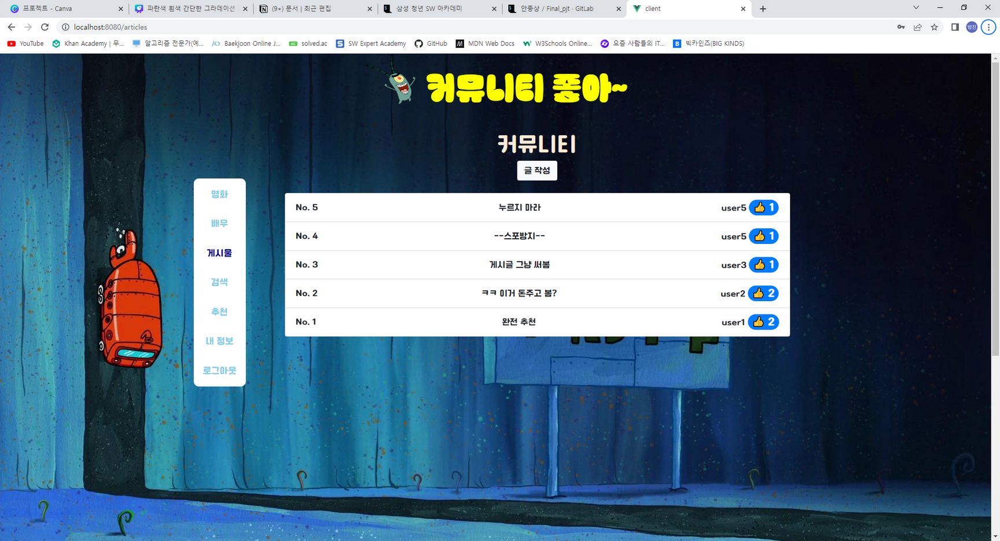 프로젝트 - Canva
파란색 흰색 간단한 그라데이션
(9+) 문서 | 최근 편집
삼성 청년 SW 아카데미
안종상 / Final_pjt · GitLab
client
localhost:8080/articles
범진
YouTube
Khan Academy | 무...
알고리즘 전문가(예...
Baekjoon Online J...
solved.ac
SW Expert Academy
GitHub
MDN Web Docs
W3Schools Online...
요즘 사람들의 IT...
빅카인즈(BIG KINDS)
커뮤니티 좋아~
커뮤니티
글 작성
영화
배우
게시물
검색
추천
내 정보
로그아웃
No. 5 누르지 마라 user5 👍 1
No. 4 --스포방지-- user5 👍 1
No. 3 게시글 그냥 써봄 user3 👍 1
No. 2 ㅋㅋ 이거 돈주고 봄? user2 👍 2
No. 1 완전 추천 user1 👍 2